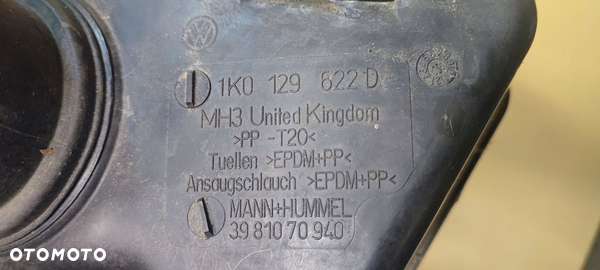 1K0 129 622 D
MH3 United Kingdom
>PP -T20<
Tuellen >EPDM+PP<
Ansaugschlauch >EPDM+PP<
MANN+HUMMEL
39 810 70 940
OTOMOTO